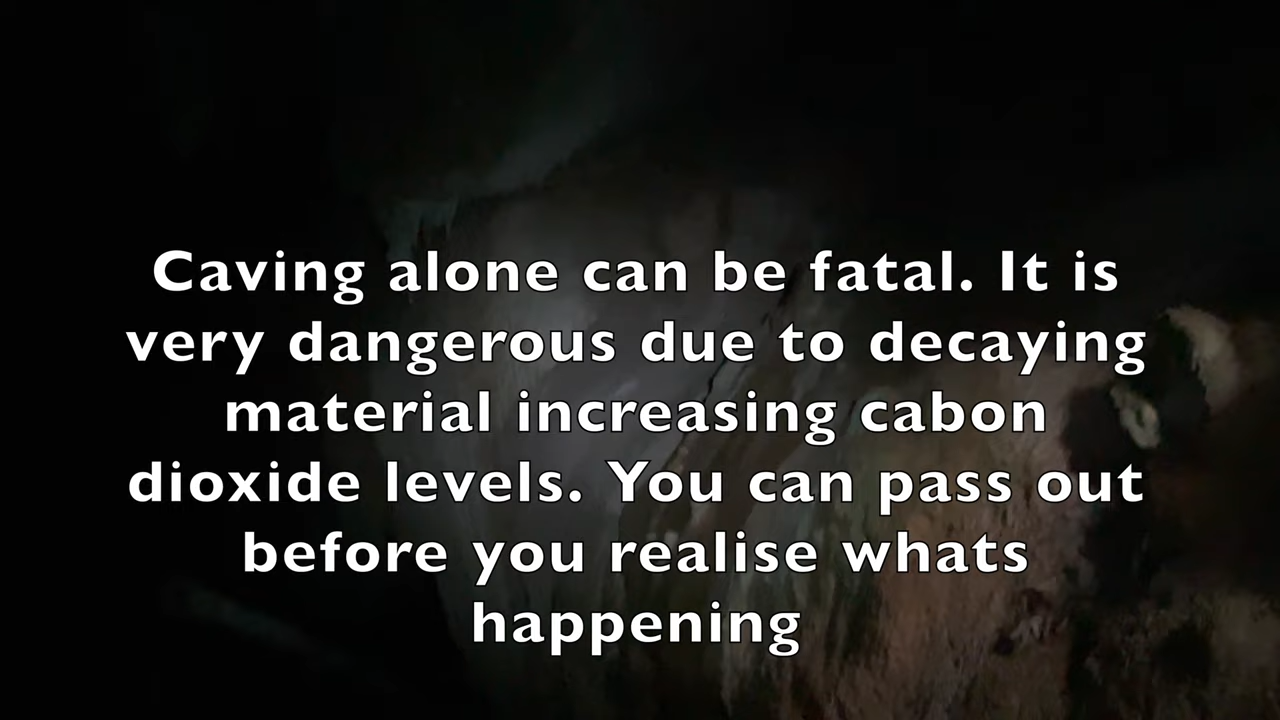 Caving alone can be fatal. It is
very dangerous due to decaying
material increasing cabon
dioxide levels. You can pass out
before you realise whats
happening